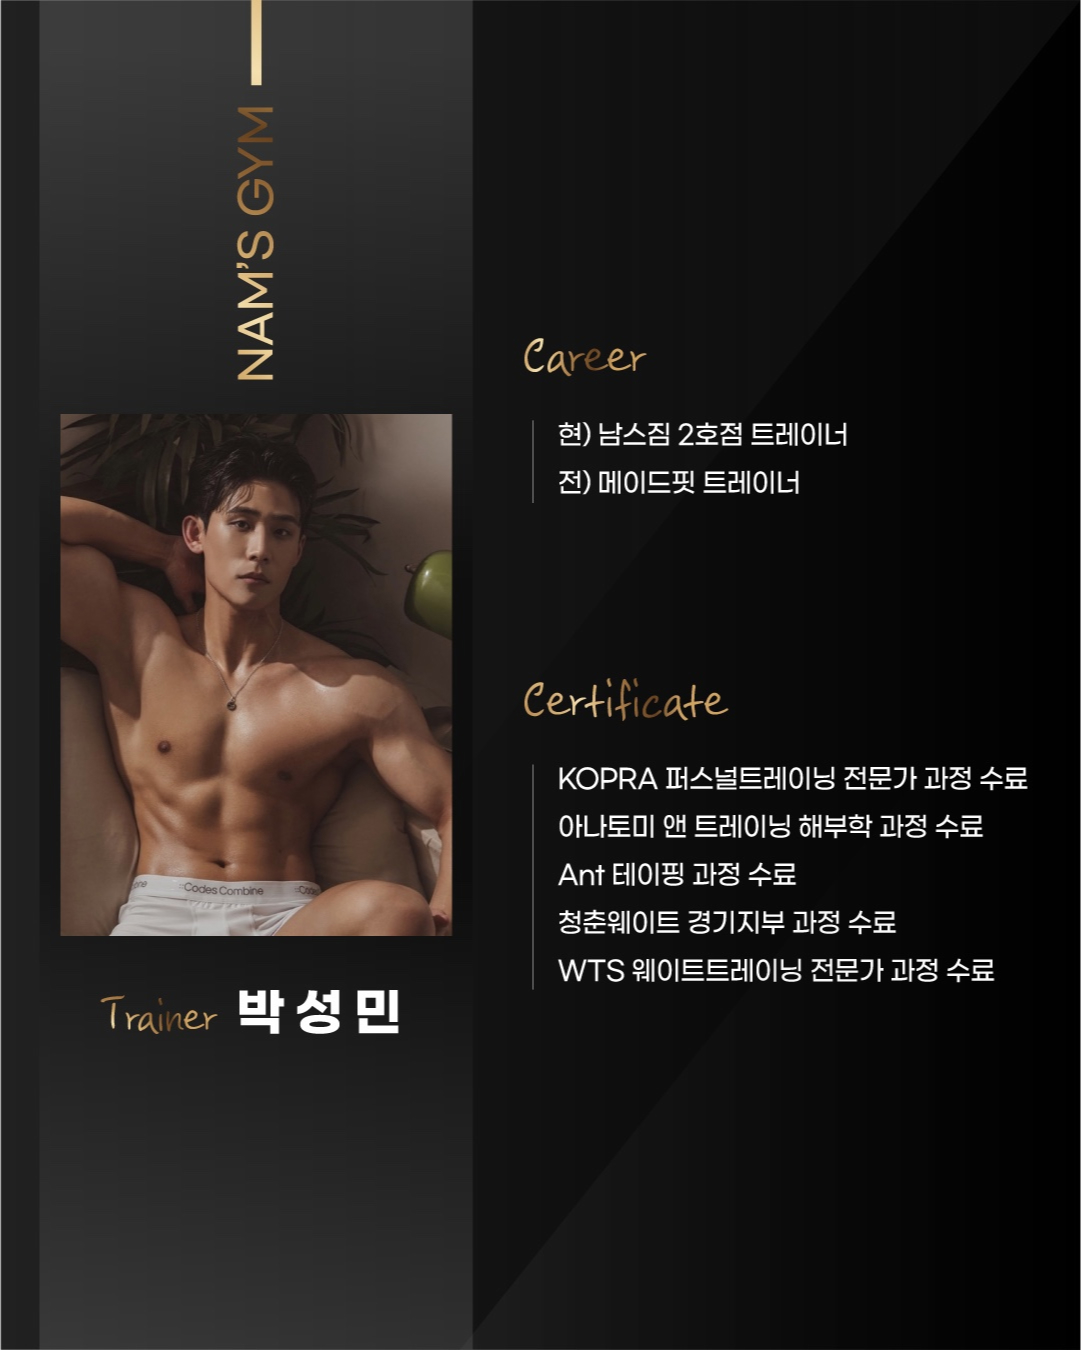 NAM'S GYM
Codes Combine
Trainer 박성민
Career
현) 남스짐 2호점 트레이너
전) 메이드핏 트레이너
Certificate
KOPRA 퍼스널트레이닝 전문가 과정 수료
아나토미 앤 트레이닝 해부학 과정 수료
Ant 테이핑 과정 수료
청춘웨이트 경기지부 과정 수료
WTS 웨이트트레이닝 전문가 과정 수료